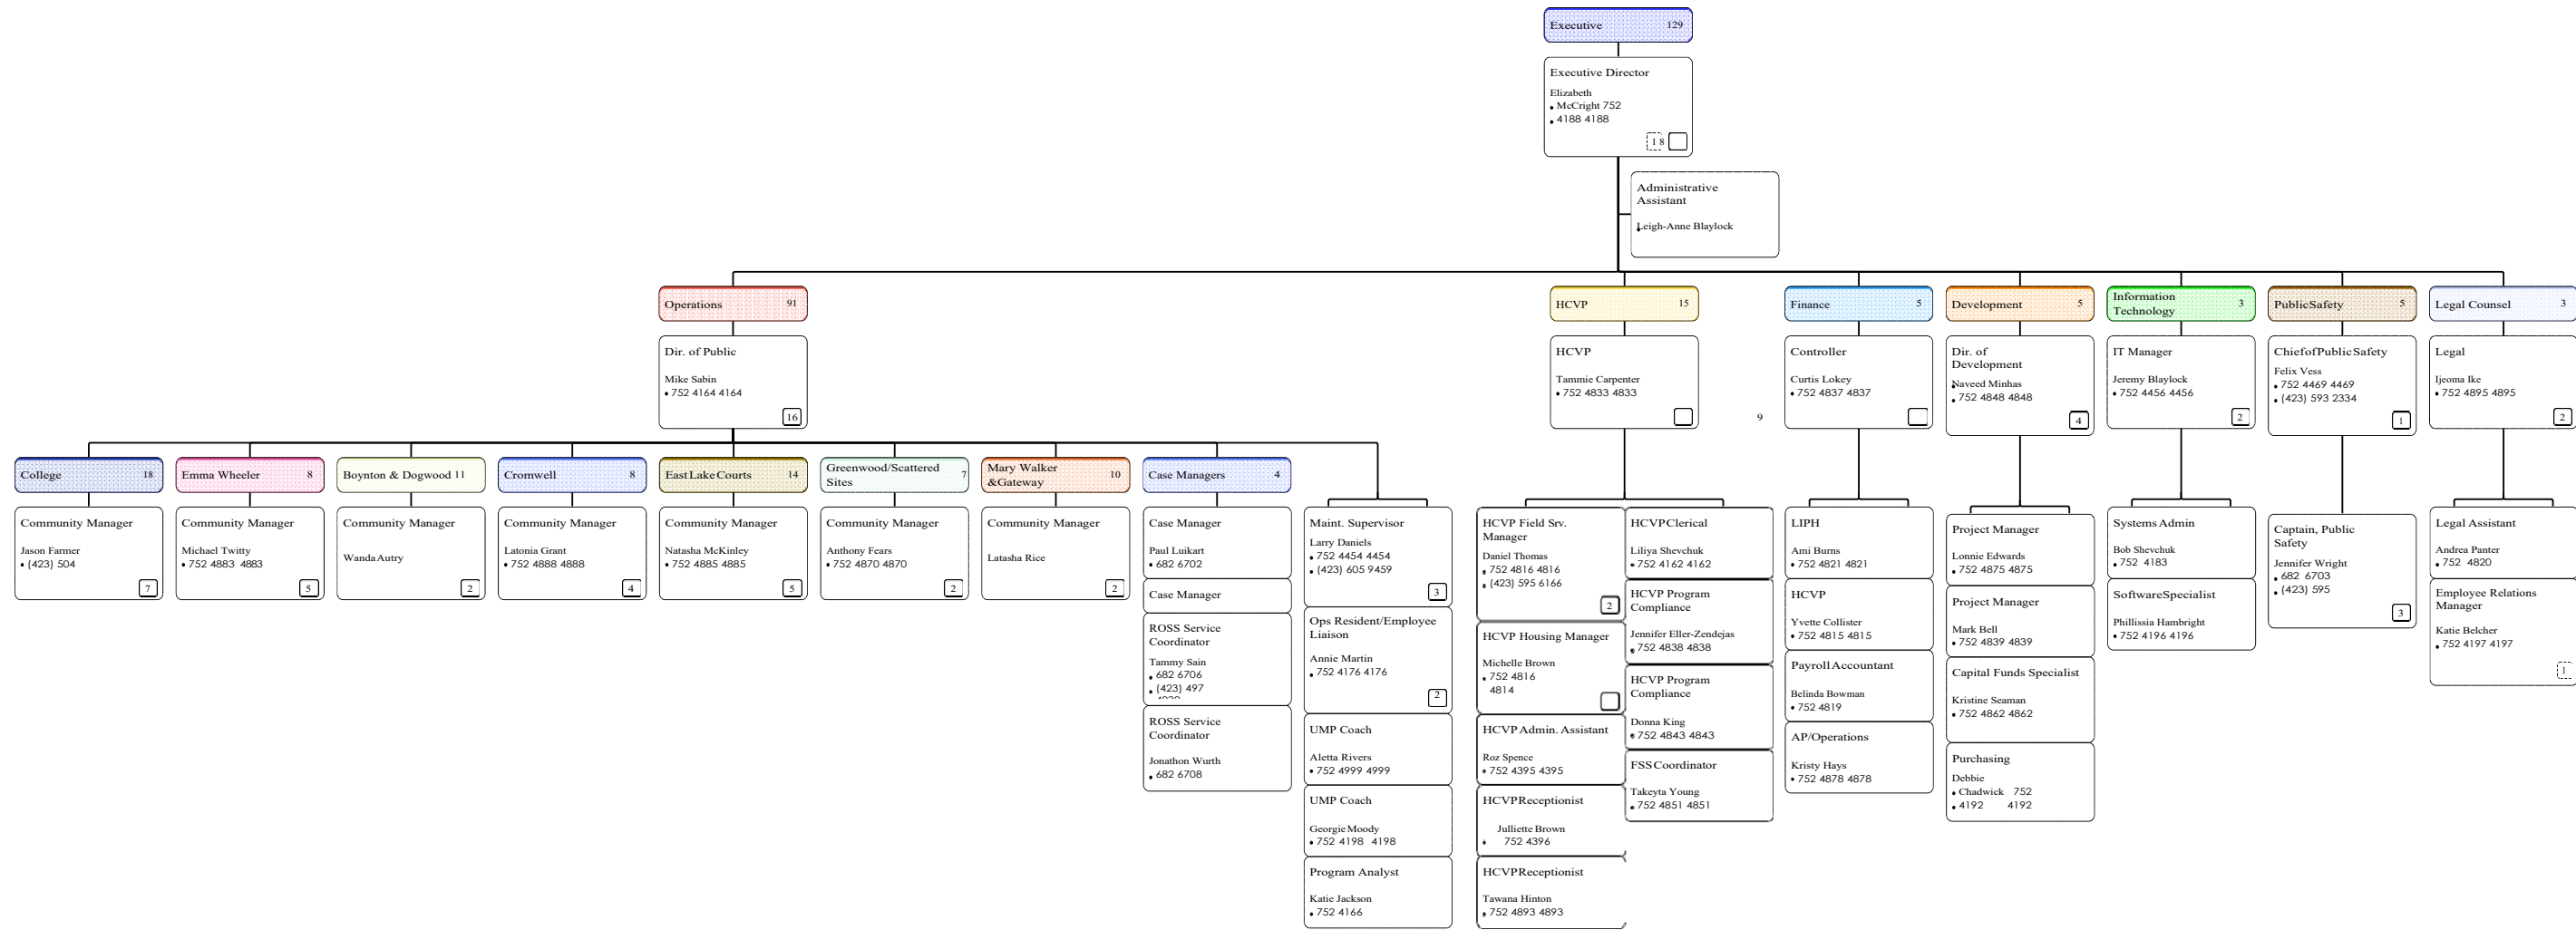 Executive 129
Executive Director
Elizabeth
• McCright 752
• 4188 4188
1 8
Administrative
Assistant
Leigh-Anne Blaylock
Operations 91
Dir. of Public
Mike Sabin
• 752 4164 4164
16
HCVP 15
HCVP
Tammie Carpenter
• 752 4833 4833
9
Finance 5
Controller
Curtis Lokey
• 752 4837 4837
Development 5
Dir. of
Development
Naveed Minhas
• 752 4848 4848
4
Information
Technology 3
IT Manager
Jeremy Blaylock
• 752 4456 4456
2
PublicSafety 5
ChiefofPublicSafety
Felix Vess
• 752 4469 4469
• (423) 593 2334
1
Legal Counsel 3
Legal
Ijeoma Ike
• 752 4895 4895
2
College 18
Community Manager
Jason Farmer
• (423) 504
7
Emma Wheeler 8
Community Manager
Michael Twitty
• 752 4883 4883
5
Boynton & Dogwood 11
Community Manager
WandaAutry
2
Cromwell 8
Community Manager
Latonia Grant
• 752 4888 4888
4
EastLakeCourts 14
Community Manager
Natasha McKinley
• 752 4885 4885
5
Greenwood/Scattered
Sites 7
Community Manager
Anthony Fears
• 752 4870 4870
2
Mary Walker
&Gateway 10
Community Manager
Latasha Rice
2
Case Managers 4
Case Manager
Paul Luikart
• 682 6702
Case Manager
ROSS Service
Coordinator
Tammy Sain
• 682 6706
• (423) 497
ROSS Service
Coordinator
Jonathon Wurth
• 682 6708
Maint. Supervisor
Larry Daniels
• 752 4454 4454
• (423) 605 9459
3
Ops Resident/Employee
Liaison
Annie Martin
• 752 4176 4176
2
UMP Coach
Aletta Rivers
• 752 4999 4999
UMP Coach
GeorgieMoody
• 752 4198 4198
Program Analyst
Katie Jackson
• 752 4166
HCVP Field Srv.
Manager
Daniel Thomas
• 752 4816 4816
• (423) 595 6166
2
HCVP Housing Manager
Michelle Brown
• 752 4816
4814
HCVP Admin. Assistant
Roz Spence
• 752 4395 4395
HCVPReceptionist
Julliette Brown
• 752 4396
HCVPReceptionist
Tawana Hinton
• 752 4893 4893
HCVPClerical
Liliya Shevchuk
• 752 4162 4162
HCVP Program
Compliance
Jennifer Eller-Zendejas
• 752 4838 4838
HCVP Program
Compliance
Donna King
• 752 4843 4843
FSSCoordinator
Takeyta Young
• 752 4851 4851
LIPH
Ami Burns
• 752 4821 4821
HCVP
Yvette Collister
• 752 4815 4815
PayrollAccountant
Belinda Bowman
• 752 4819
AP/Operations
Kristy Hays
• 752 4878 4878
Project Manager
Lonnie Edwards
• 752 4875 4875
Project Manager
Mark Bell
• 752 4839 4839
Capital Funds Specialist
Kristine Seaman
• 752 4862 4862
Purchasing
Debbie
• Chadwick 752
• 4192 4192
Systems Admin
Bob Shevchuk
• 752 4183
SoftwareSpecialist
Phillissia Hambright
• 752 4196 4196
Captain, Public
Safety
Jennifer Wright
• 682 6703
• (423) 595
3
Legal Assistant
Andrea Panter
• 752 4820
Employee Relations
Manager
Katie Belcher
• 752 4197 4197
1